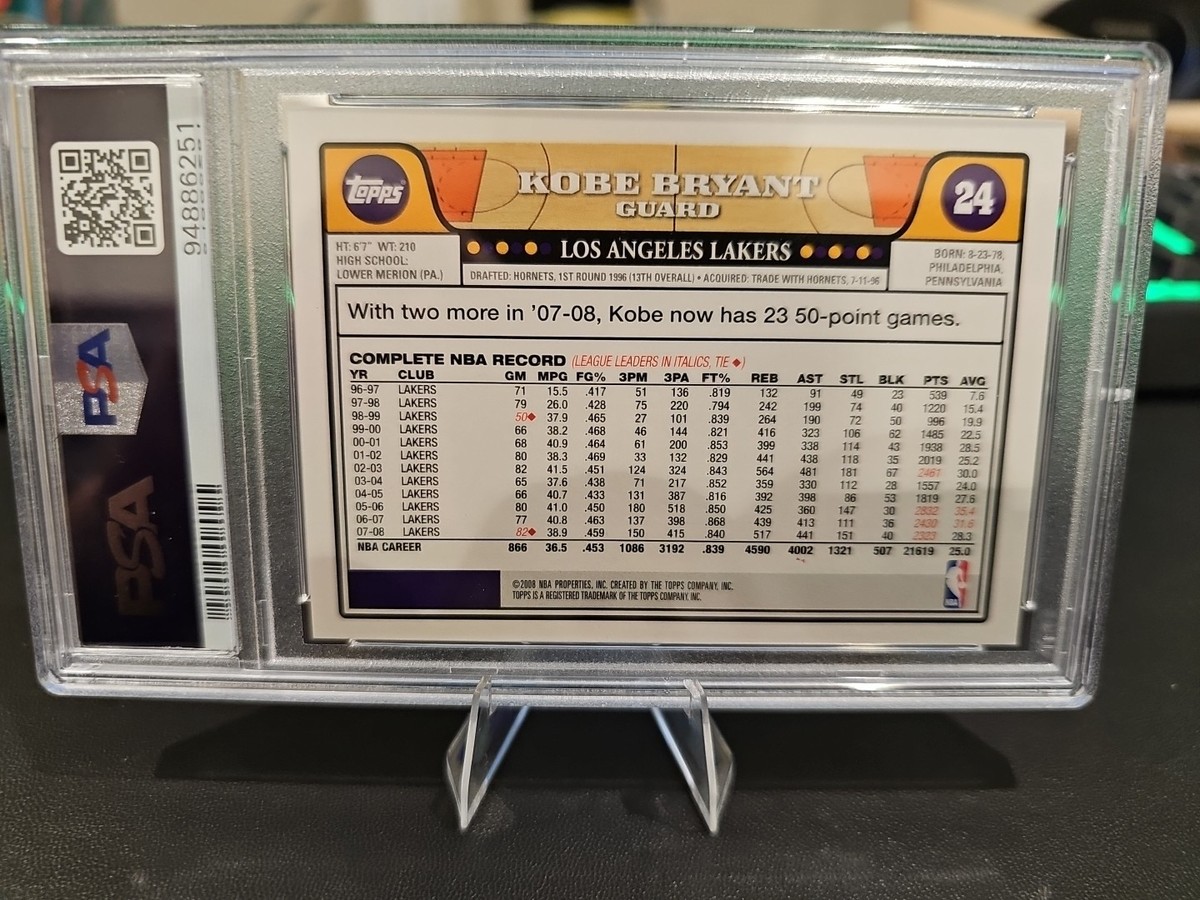 94886251
PSA
PSA
Topps
KOBE BRYANT
GUARD
24
HT: 6'7" WT: 210
HIGH SCHOOL:
LOWER MERION (PA.)
LOS ANGELES LAKERS
DRAFTED: HORNETS, 1ST ROUND 1996 (13TH OVERALL) • ACQUIRED: TRADE WITH HORNETS, 7-11-96
BORN: 8-23-78,
PHILADELPHIA,
PENNSYLVANIA
With two more in '07-08, Kobe now has 23 50-point games.
COMPLETE NBA RECORD (LEAGUE LEADERS IN ITALICS, TIE ♦)
YR CLUB GM MPG FG% 3PM 3PA FT% REB AST STL BLK PTS AVG
96-97 LAKERS 71 15.5 .417 51 136 .819 132 91 49 23 539 7.6
97-98 LAKERS 79 26.0 .428 75 220 .794 242 199 74 40 1220 15.4
98-99 LAKERS 50♦ 37.9 .465 27 101 .839 264 190 72 50 996 19.9
99-00 LAKERS 66 38.2 .468 46 144 .821 416 323 106 62 1485 22.5
00-01 LAKERS 68 40.9 .464 61 200 .853 399 338 114 43 1938 28.5
01-02 LAKERS 80 38.3 .469 33 132 .829 441 438 118 35 2019 25.2
02-03 LAKERS 82 41.5 .451 124 324 .843 564 481 181 67 2461 30.0
03-04 LAKERS 65 37.6 .438 71 217 .852 359 330 112 28 1557 24.0
04-05 LAKERS 66 40.7 .433 131 387 .816 392 398 86 53 1819 27.6
05-06 LAKERS 80 41.0 .450 180 518 .850 425 360 147 30 2832 35.4
06-07 LAKERS 77 40.8 .463 137 398 .868 439 413 111 36 2430 31.6
07-08 LAKERS 82♦ 38.9 .459 150 415 .840 517 441 151 40 2323 28.3
NBA CAREER 866 36.5 .453 1086 3192 .839 4590 4002 1321 507 21619 25.0
©2008 NBA PROPERTIES, INC. CREATED BY THE TOPPS COMPANY, INC.
TOPPS IS A REGISTERED TRADEMARK OF THE TOPPS COMPANY, INC.
NBA